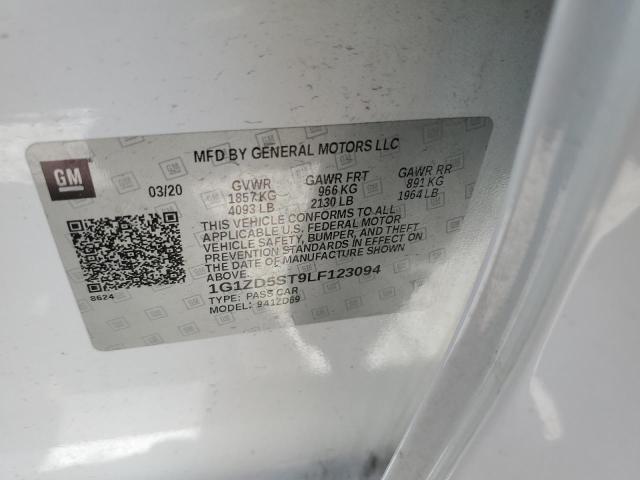 MFD BY GENERAL MOTORS LLC
GM
03/20
GVWR GAWR FRT GAWR RR
1857 KG 966 KG 891 KG
4093 LB 2130 LB 1964 LB
THIS VEHICLE CONFORMS TO ALL
APPLICABLE U.S. FEDERAL MOTOR
VEHICLE SAFETY, BUMPER, AND THEFT
PREVENTION STANDARDS IN EFFECT ON
THE DATE OF MANUFACTURE SHOWN
ABOVE.
8624
1G1ZD5ST9LF123094
TYPE: PASS CAR
MODEL: 941ZD69